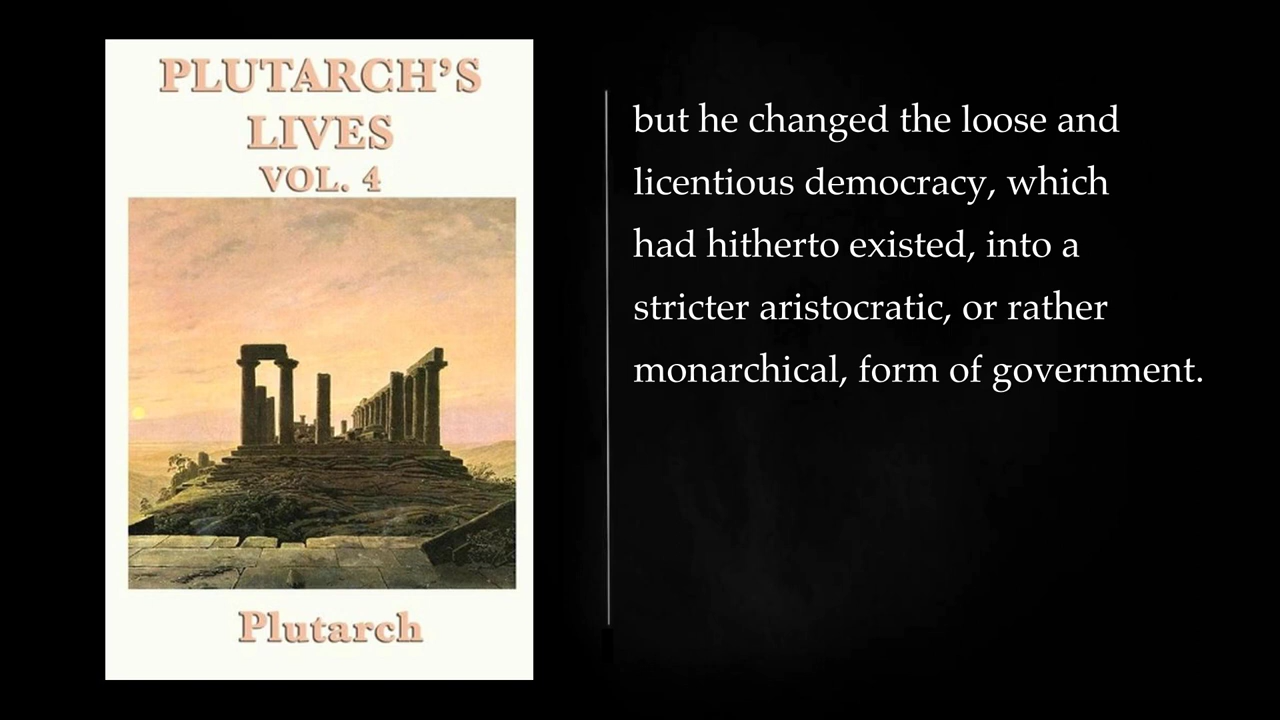 PLUTARCH'S
LIVES
VOL. 4
Plutarch
but he changed the loose and
licentious democracy, which
had hitherto existed, into a
stricter aristocratic, or rather
monarchical, form of government.